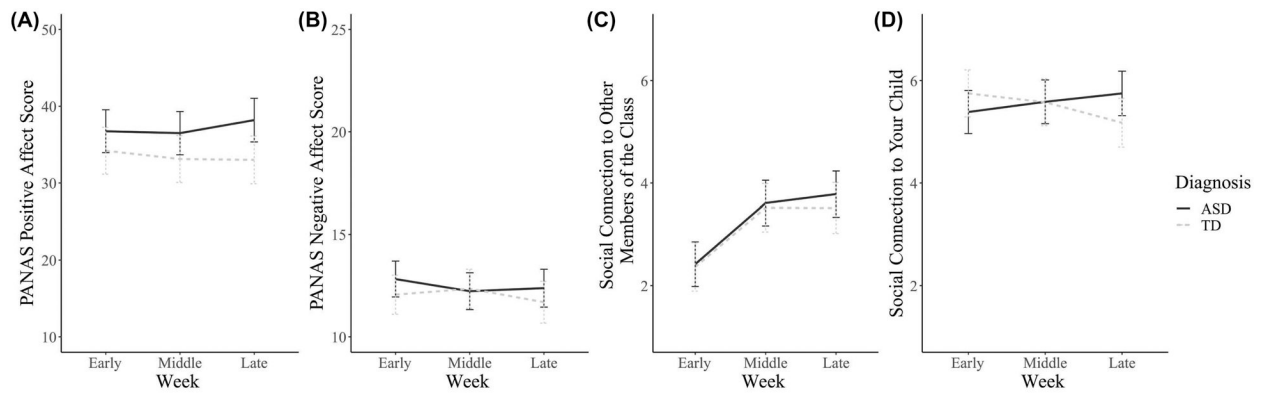 (A)
PANAS Positive Affect Score
50
40
30
20
10
Early Middle Late
Week
(B)
PANAS Negative Affect Score
25
20
15
10
Early Middle Late
Week
(C)
Social Connection to Other
Members of the Class
6
4
2
Early Middle Late
Week
(D)
Social Connection to Your Child
6
4
2
Early Middle Late
Week
Diagnosis
ASD
TD